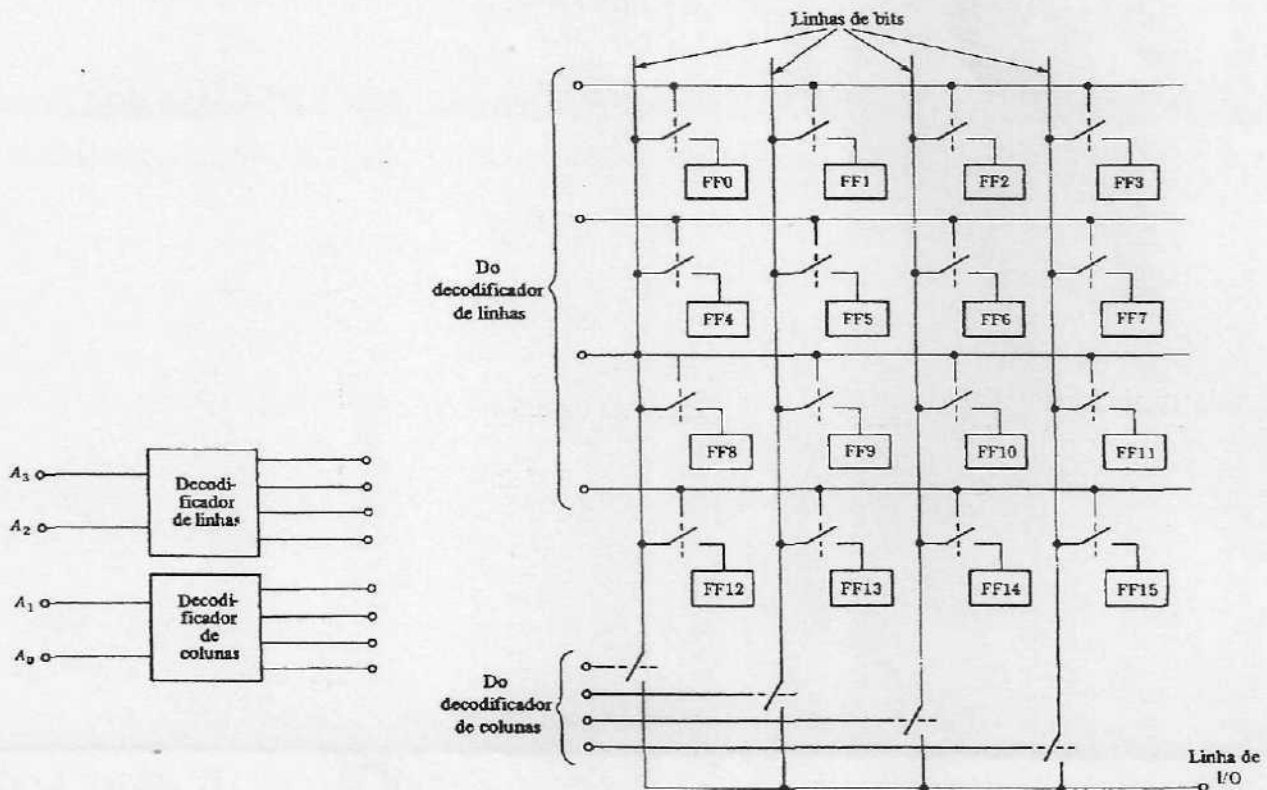 Linhas de bits
FF0 FF1 FF2 FF3
Do
decodificador
de linhas
FF4 FF5 FF6 FF7
FF8 FF9 FF10 FF11
A3
A2
Decodi-
ficador
de linhas
FF12 FF13 FF14 FF15
A1
A0
Decodi-
ficador
de
colunas
Do
decodificador
de colunas
Linha de
I/O